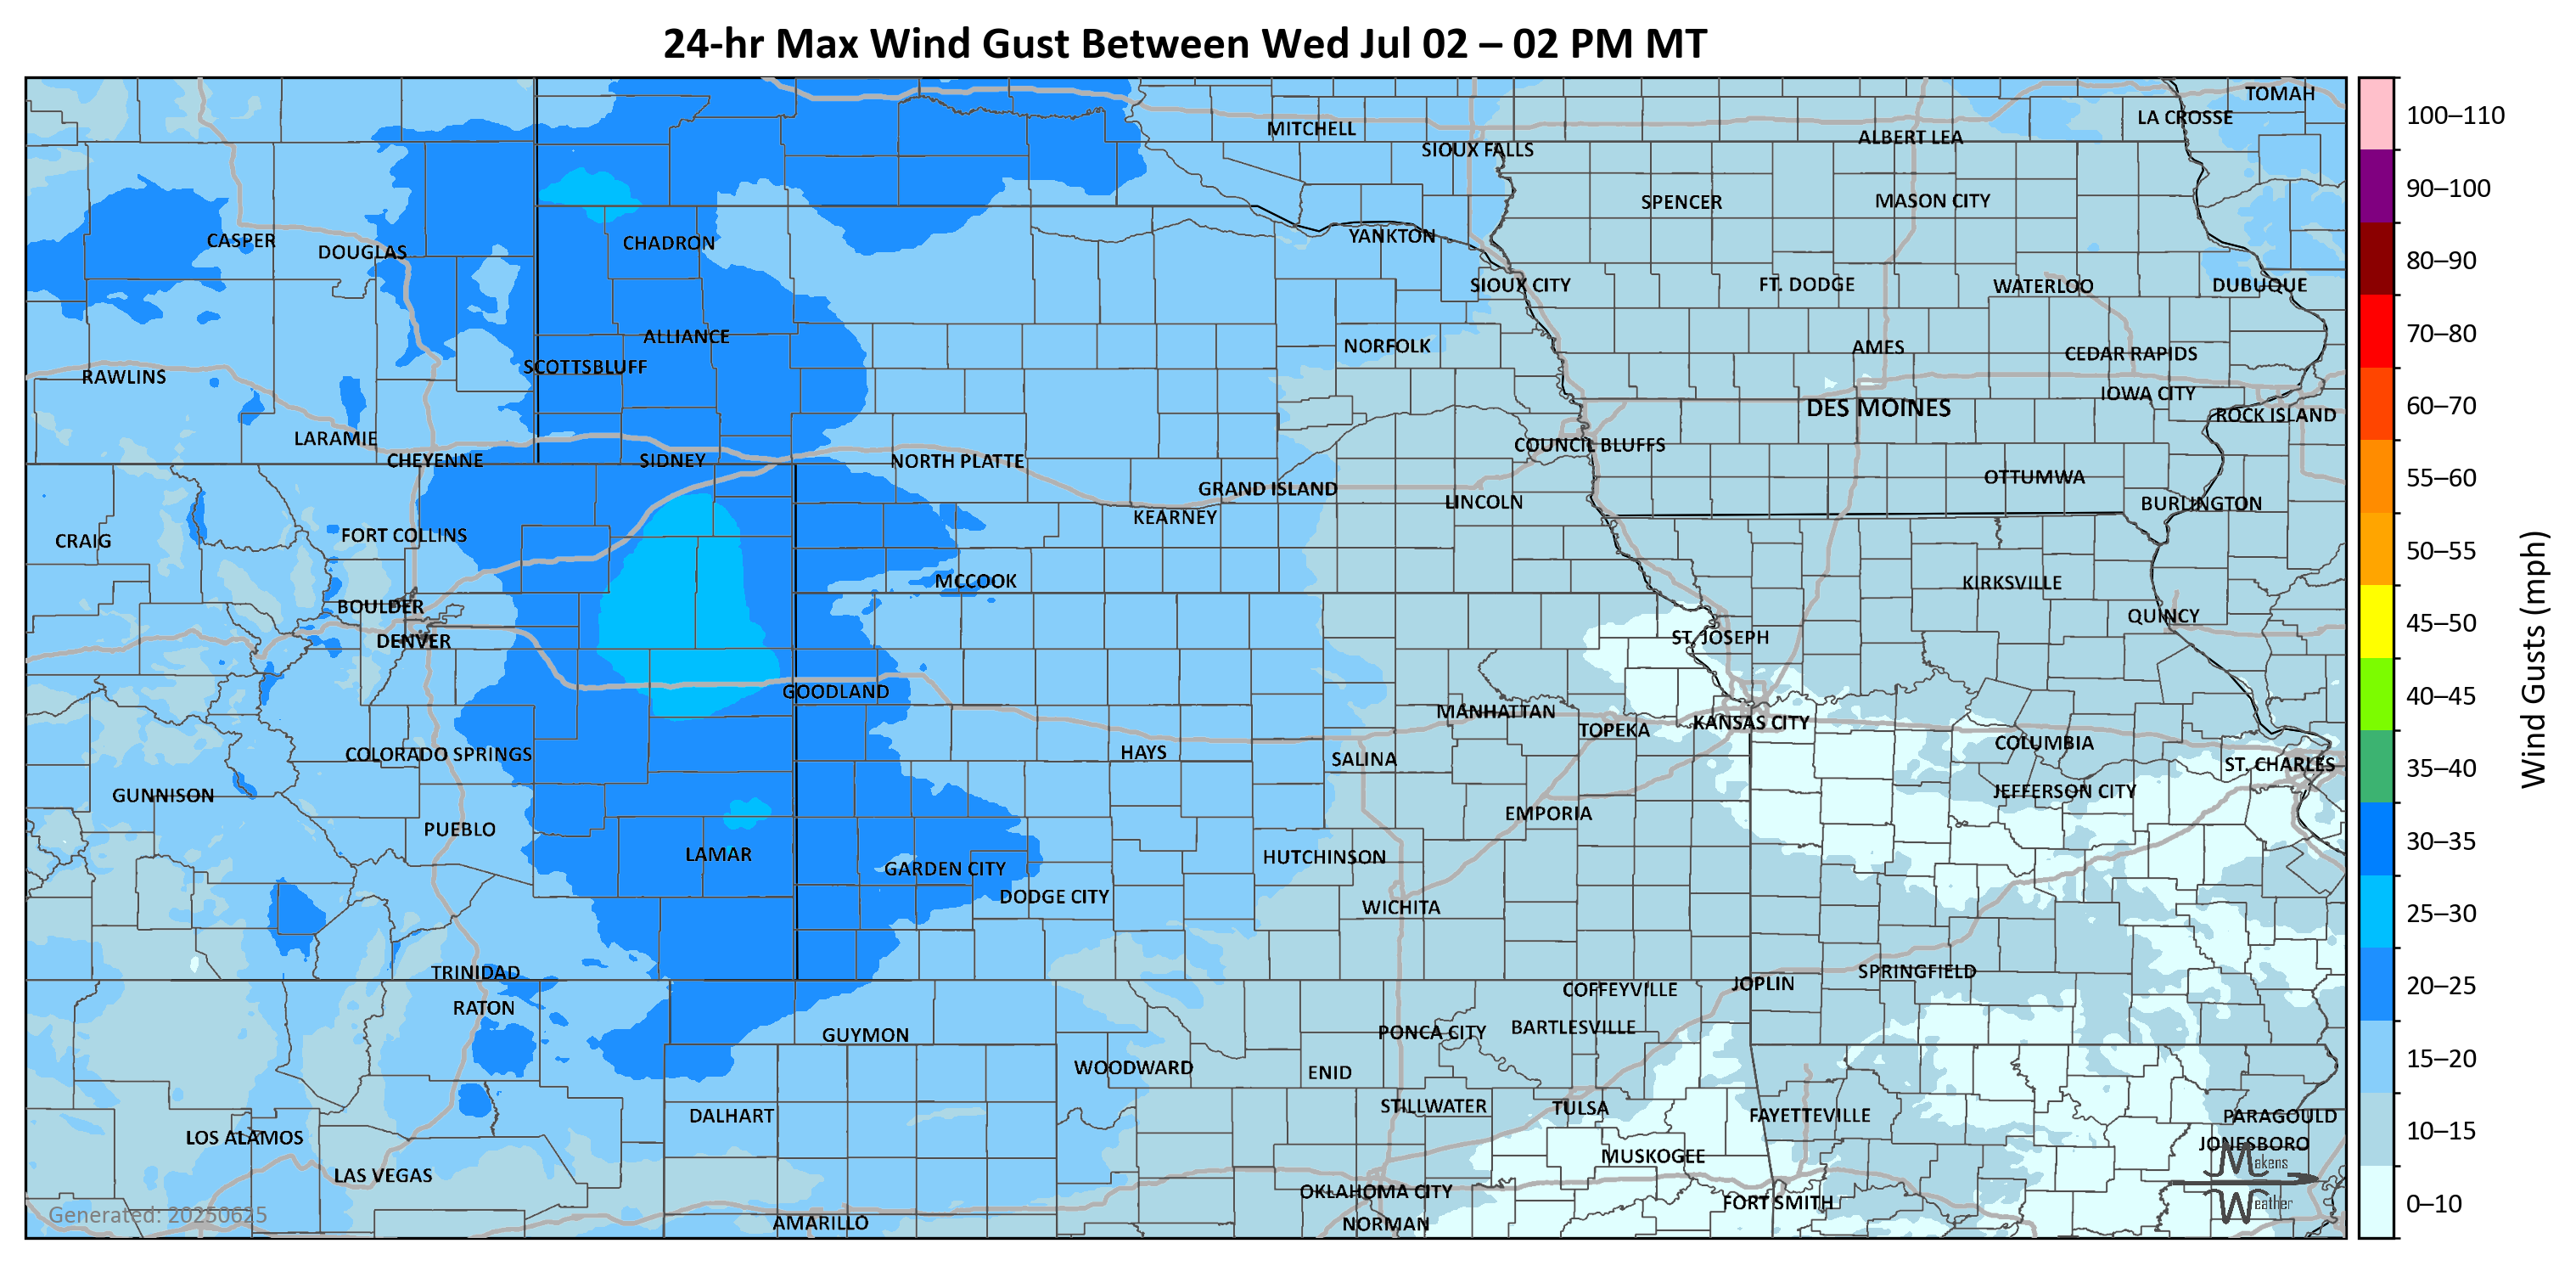 24-hr Max Wind Gust Between Wed Jul 02 – 02 PM MT
TOMAH
LA CROSSE
MITCHELL
ALBERT LEA
SIOUX FALLS
SPENCER
MASON CITY
CASPER
DOUGLAS
CHADRON
YANKTON
SIOUX CITY
FT. DODGE
WATERLOO
DUBUQUE
ALLIANCE
NORFOLK
AMES
CEDAR RAPIDS
SCOTTSBLUFF
RAWLINS
IOWA CITY
DES MOINES
ROCK ISLAND
LARAMIE
COUNCIL BLUFFS
CHEYENNE
SIDNEY
NORTH PLATTE
OTTUMWA
GRAND ISLAND
LINCOLN
BURLINGTON
KEARNEY
FORT COLLINS
CRAIG
MCCOOK
KIRKSVILLE
BOULDER
QUINCY
DENVER
ST. JOSEPH
GOODLAND
MANHATTAN
TOPEKA
KANSAS CITY
COLUMBIA
COLORADO SPRINGS
HAYS
SALINA
ST. CHARLES
GUNNISON
JEFFERSON CITY
EMPORIA
PUEBLO
LAMAR
HUTCHINSON
GARDEN CITY
DODGE CITY
WICHITA
TRINIDAD
SPRINGFIELD
JOPLIN
COFFEYVILLE
RATON
GUYMON
PONCA CITY
BARTLESVILLE
WOODWARD
ENID
STILLWATER
TULSA
DALHART
FAYETTEVILLE
PARAGOULD
LOS ALAMOS
JONESBORO
MUSKOGEE
LAS VEGAS
OKLAHOMA CITY
FORT SMITH
AMARILLO
NORMAN
Generated: 20250625
Makens
Weather
100–110
90–100
80–90
70–80
60–70
55–60
50–55
45–50
40–45
35–40
30–35
25–30
20–25
15–20
10–15
0–10
Wind Gusts (mph)